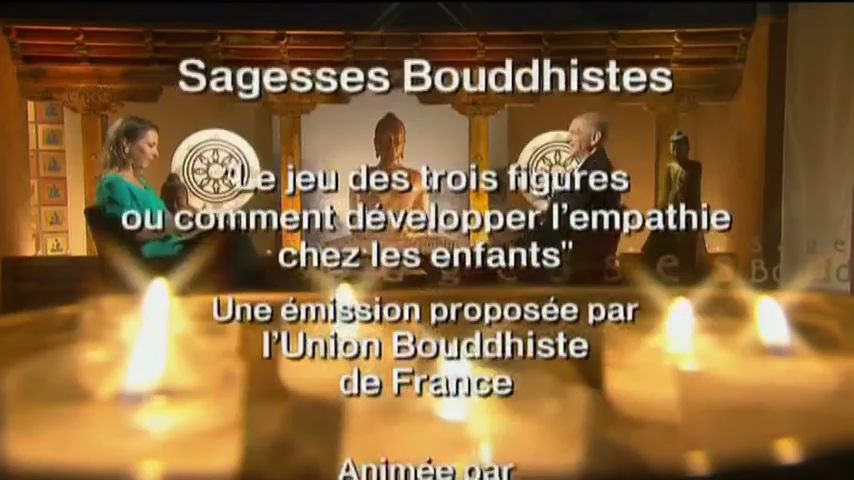 Sagesses Bouddhistes
"Le jeu des trois figures
ou comment développer l'empathie
chez les enfants"
Une émission proposée par
l'Union Bouddhiste
de France
Animée par